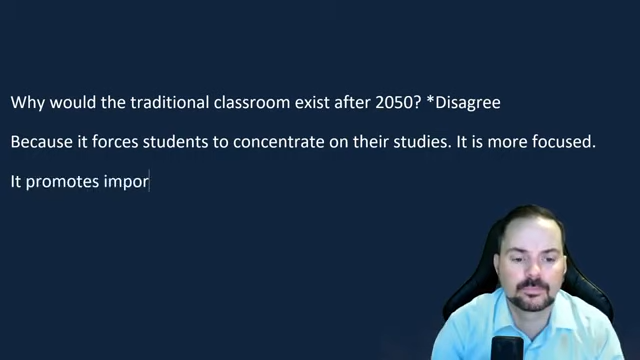 Why would the traditional classroom exist after 2050? *Disagree
Because it forces students to concentrate on their studies. It is more focused.
It promotes impor